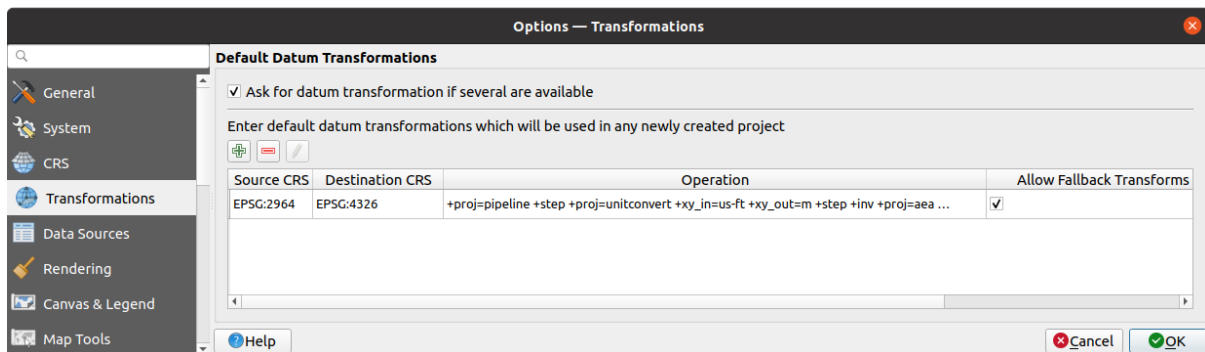 Options — Transformations
Default Datum Transformations
General
Ask for datum transformation if several are available
System
Enter default datum transformations which will be used in any newly created project
CRS
Source CRS Destination CRS Operation Allow Fallback Transforms
Transformations
EPSG:2964 EPSG:4326 +proj=pipeline +step +proj=unitconvert +xy_in=us-ft +xy_out=m +step +inv +proj=aea ...
Data Sources
Rendering
Canvas & Legend
Map Tools
Help Cancel OK